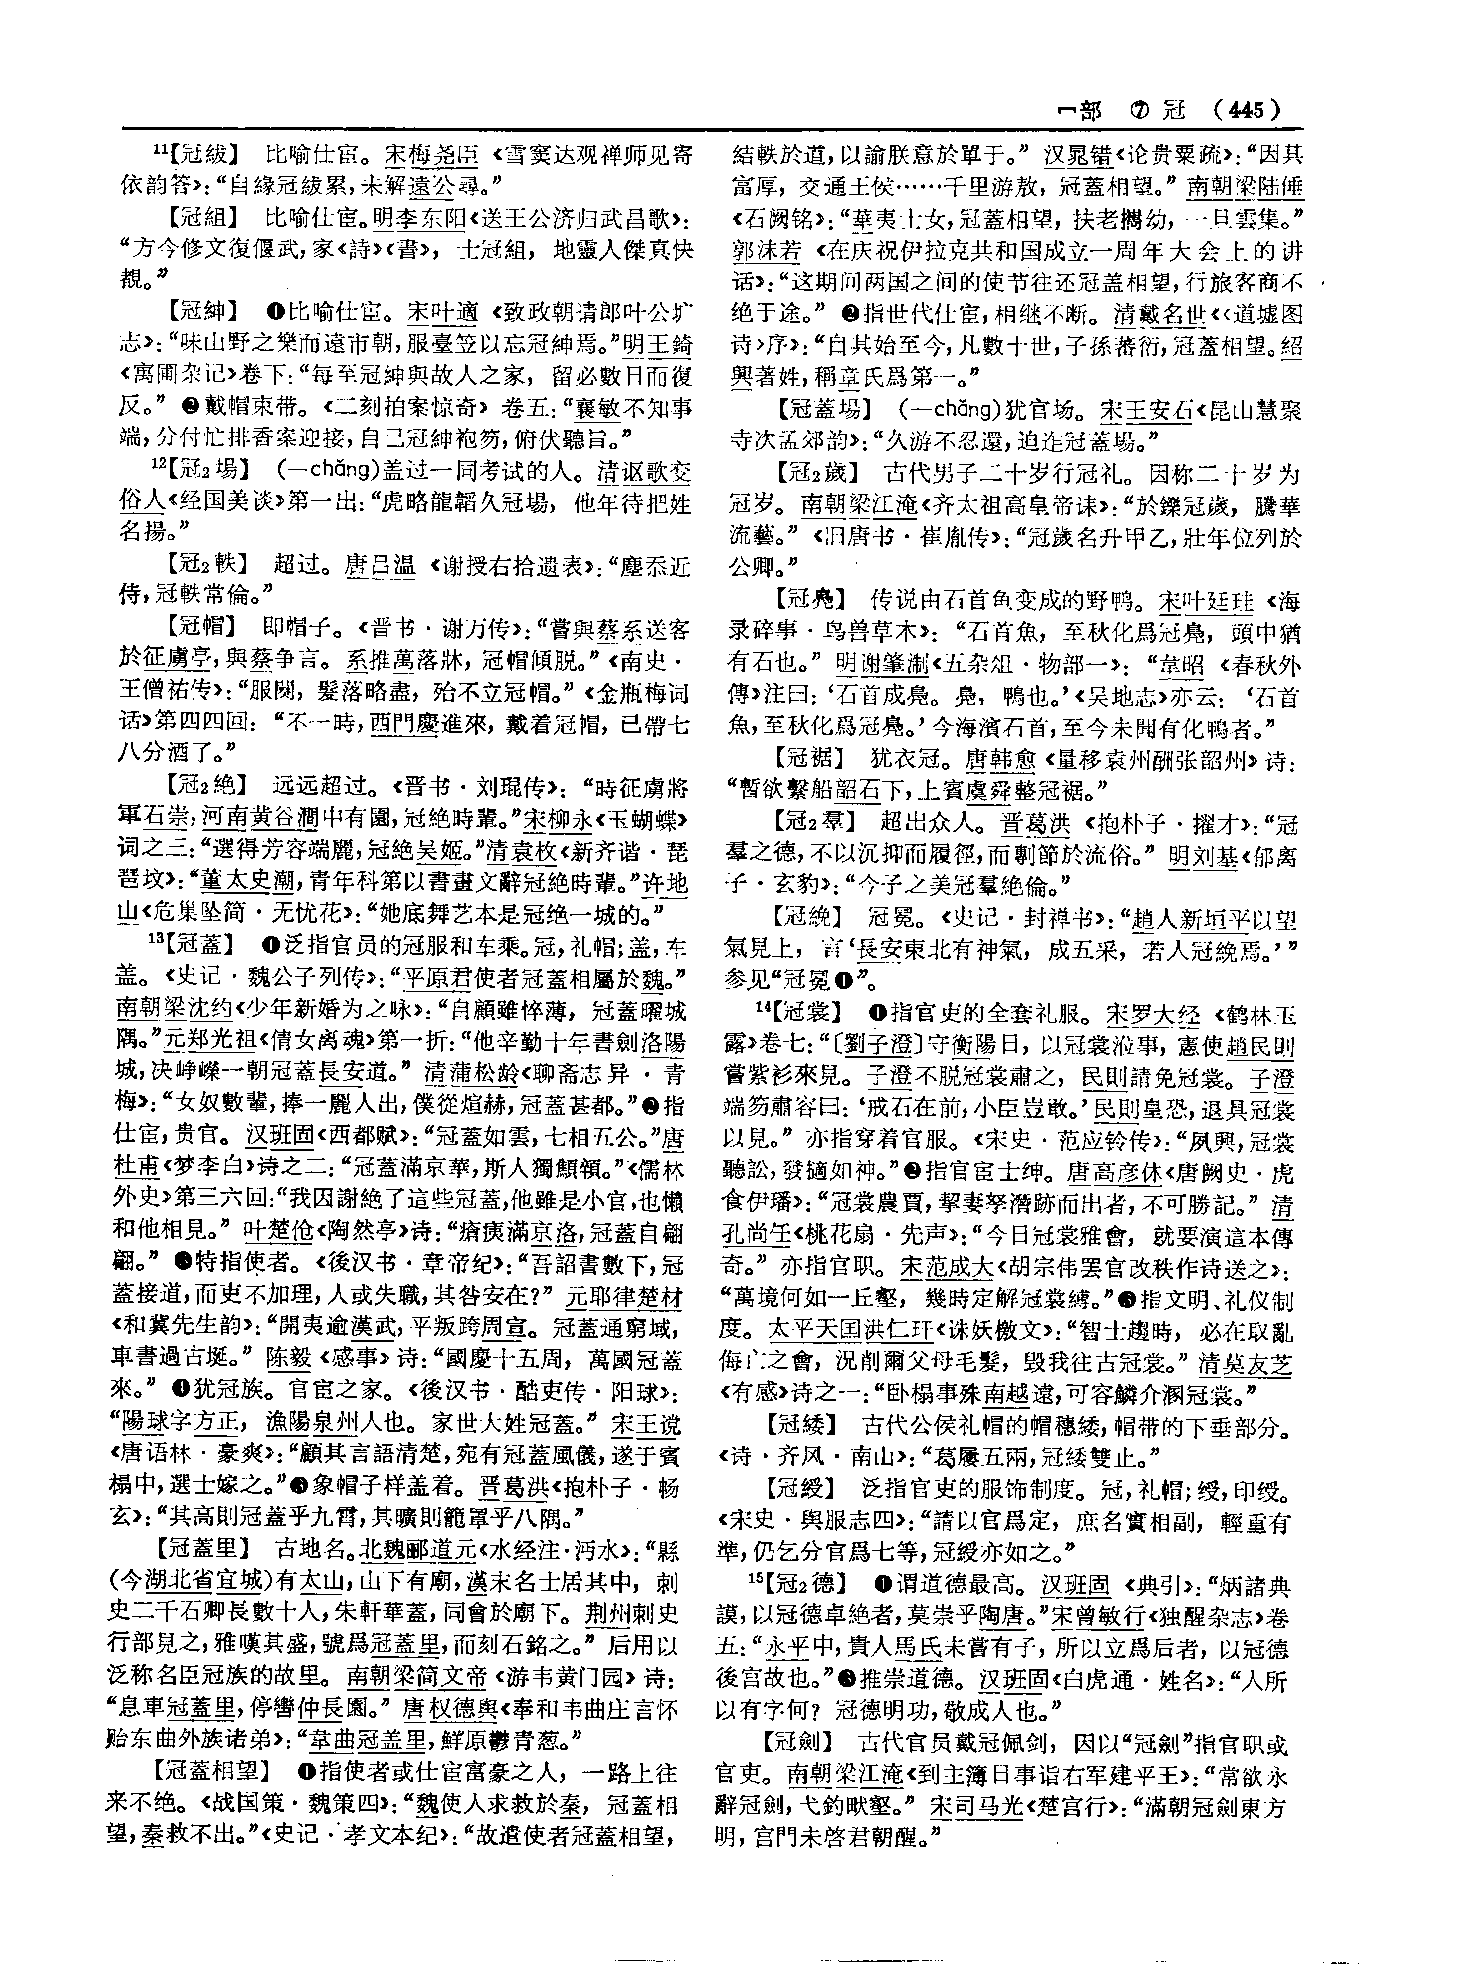 冖部 ⑦ 冠 (445)
¹¹【冠紱】 比喻仕宦。宋梅尧臣《雪窦达观禅师见寄
依韵答》：“自緣冠紱累，未解遠公尋。”
【冠組】 比喻仕宦。明李东阳《送王公济归武昌歌》：
“方今修文復偃武，家《詩》《書》，士冠組，地靈人傑真快
覩。”
【冠紳】 ❶比喻仕宦。宋叶適《致政朝请郎叶公圹
志》：“味山野之樂而遠市朝，服臺笠以忘冠紳焉。”明王錡
《寓圃杂记》卷下：“每至冠紳與故人之家，留必數日而復
反。” ❷戴帽束带。《二刻拍案惊奇》卷五：“襄敏不知事
端，分付忙排香案迎接，自己冠紳袍笏，俯伏聽旨。”
¹²【冠₂場】 (—chǎng)盖过一同考试的人。清讴歌变
俗人《经国美谈》第一出：“虎略龍韜久冠場，他年待把姓
名揚。”
【冠₂軼】 超过。唐吕温《谢授右拾遗表》：“塵忝近
侍，冠軼常倫。”
【冠帽】 即帽子。《晋书·谢万传》：“嘗與蔡系送客
於征虜亭，與蔡争言。系推萬落牀，冠帽傾脱。”《南史·
王僧祐传》：“服闋，髮落略盡，殆不立冠帽。”《金瓶梅词
话》第四四回：“不一時，西門慶進來，戴着冠帽，已帶七
八分酒了。”
【冠₂絶】 远远超过。《晋书·刘琨传》：“時征虜將
軍石崇，河南黄谷澗中有園，冠絶時輩。”宋柳永《玉蝴蝶》
词之三：“選得芳容端麗，冠絶吴姬。”清袁枚《新齐谐·琵
琶坟》：“董太史潮，青年科第以書畫文辭冠絶時輩。”许地
山《危巢坠简·无忧花》：“她底舞艺本是冠绝一城的。”
¹³【冠蓋】 ❶泛指官员的冠服和车乘。冠，礼帽；盖，车
盖。《史记·魏公子列传》：“平原君使者冠蓋相屬於魏。”
南朝梁沈约《少年新婚为之咏》：“自顧雖悴薄，冠蓋曜城
隅。”元郑光祖《倩女离魂》第一折：“他辛勤十年書劍洛陽
城，决崢嶸一朝冠蓋長安道。” 清蒲松龄《聊斋志异·青
梅》：“女奴數輩，捧一麗人出，僕從煊赫，冠蓋甚都。”❷指
仕宦，贵官。汉班固《西都赋》：“冠蓋如雲，七相五公。”唐
杜甫《梦李白》诗之二：“冠蓋滿京華，斯人獨顦顇。”《儒林
外史》第三六回：“我因謝絶了這些冠蓋，他雖是小官，也懶
和他相見。” 叶楚伧《陶然亭》诗：“瘡痍滿京洛，冠蓋自翩
翩。” ❸特指使者。《後汉书·章帝纪》：“吾詔書數下，冠
蓋接道，而吏不加理，人或失職，其咎安在？” 元耶律楚材
《和冀先生韵》：“開夷逾漢武，平叛跨周宣。冠蓋通窮域，
車書過古埏。” 陈毅《感事》诗：“國慶十五周，萬國冠蓋
來。” ❹犹冠族。官宦之家。《後汉书·酷吏传·阳球》：
“陽球字方正，漁陽泉州人也。家世大姓冠蓋。” 宋王谠
《唐语林·豪爽》：“顧其言語清楚，宛有冠蓋風儀，遂于賓
榻中，選士嫁之。”❺象帽子样盖着。晋葛洪《抱朴子·畅
玄》：“其高則冠蓋乎九霄，其曠則籠罩乎八隅。”
【冠蓋里】 古地名。北魏郦道元《水经注·沔水》：“縣
(今湖北省宜城)有太山，山下有廟，漢末名士居其中，刺
史二千石卿長數十人，朱軒華蓋，同會於廟下。荆州刺史
行部見之，雅嘆其盛，號爲冠蓋里，而刻石銘之。” 后用以
泛称名臣冠族的故里。南朝梁简文帝《游韦黄门园》诗：
“息車冠蓋里，停轡仲長園。” 唐权德舆《奉和韦曲庄言怀
贻东曲外族诸弟》：“韋曲冠盖里，鮮原鬱青葱。”
【冠蓋相望】 ❶指使者或仕宦富豪之人，一路上往
来不绝。《战国策·魏策四》：“魏使人求救於秦，冠蓋相
望，秦救不出。”《史记·孝文本纪》：“故遣使者冠蓋相望，
結軼於道，以諭朕意於單于。” 汉晁错《论贵粟疏》：“因其
富厚，交通王侯……千里游敖，冠蓋相望。” 南朝梁陆倕
《石阙铭》：“華夷士女，冠蓋相望，扶老攜幼，一旦雲集。”
郭沫若《在庆祝伊拉克共和国成立一周年大会上的讲
话》：“这期间两国之间的使节往还冠盖相望，行旅客商不
绝于途。” ❷指世代仕宦，相继不断。清戴名世《〈道墟图
诗〉序》：“自其始至今，凡數十世，子孫蕃衍，冠蓋相望。紹
興著姓，稱章氏爲第一。”
【冠蓋場】 (—chǎng)犹官场。宋王安石《昆山慧聚
寺次孟郊韵》：“久游不忍還，迫迮冠蓋場。”
【冠₂歲】 古代男子二十岁行冠礼。因称二十岁为
冠岁。南朝梁江淹《齐太祖高皇帝诔》：“於鑠冠歲，騰華
流藝。”《旧唐书·崔胤传》：“冠歲名升甲乙，壯年位列於
公卿。”
【冠鳧】 传说由石首鱼变成的野鸭。宋叶廷珪《海
录碎事·鸟兽草木》：“石首魚，至秋化爲冠鳧，頭中猶
有石也。” 明谢肇淛《五杂俎·物部一》：“韋昭《春秋外
傳》注曰：‘石首成鳧。鳧，鴨也。’《吴地志》亦云：‘石首
魚，至秋化爲冠鳧。’今海濱石首，至今未聞有化鴨者。”
【冠裾】 犹衣冠。唐韩愈《量移袁州酬张韶州》诗：
“暫欲繫船韶石下，上賓虞舜整冠裾。”
【冠₂羣】 超出众人。晋葛洪《抱朴子·擢才》：“冠
羣之德，不以沉抑而履徑，而剸節於流俗。” 明刘基《郁离
子·玄豹》：“今子之美冠羣絶倫。”
【冠絻】 冠冕。《史记·封禅书》：“趙人新垣平以望
氣見上，言‘長安東北有神氣，成五采，若人冠絻焉。’”
参见“冠冕❶”。
¹⁴【冠裳】 ❶指官吏的全套礼服。宋罗大经《鹤林玉
露》卷七：“〔劉子澄〕守衡陽日，以冠裳涖事，憲使趙民則
嘗紫衫來見。子澄不脱冠裳肅之，民則請免冠裳。子澄
端笏肅容曰：‘戒石在前，小臣豈敢。’民則皇恐，退具冠裳
以見。” 亦指穿着官服。《宋史·范应铃传》：“夙興，冠裳
聽訟，發擿如神。”❷指官宦士绅。唐高彦休《唐阙史·虎
食伊璠》：“冠裳農賈，挈妻孥潛跡而出者，不可勝記。” 清
孔尚任《桃花扇·先声》：“今日冠裳雅會，就要演這本傳
奇。” 亦指官职。宋范成大《胡宗伟罢官改秩作诗送之》：
“萬境何如一丘壑，幾時定解冠裳縛。”❸指文明、礼仪制
度。太平天囯洪仁玕《诛妖檄文》：“智士趨時，必在取亂
侮亡之會，況削爾父母毛髮，毁我往古冠裳。” 清莫友芝
《有感》诗之一：“卧榻事殊南越遠，可容鱗介溷冠裳。”
【冠緌】 古代公侯礼帽的帽穗緌，帽带的下垂部分。
《诗·齐风·南山》：“葛屨五兩，冠緌雙止。”
【冠綬】 泛指官吏的服饰制度。冠，礼帽；绶，印绶。
《宋史·舆服志四》：“請以官爲定，庶名實相副，輕重有
準，仍乞分官爲七等，冠綬亦如之。”
¹⁵【冠₂德】 ❶谓道德最高。汉班固《典引》：“炳諸典
謨，以冠德卓絶者，莫崇乎陶唐。”宋曾敏行《独醒杂志》卷
五：“永平中，貴人馬氏未嘗有子，所以立爲后者，以冠德
後宫故也。”❷推崇道德。汉班固《白虎通·姓名》：“人所
以有字何？冠德明功，敬成人也。”
【冠劍】 古代官员戴冠佩剑，因以“冠劍”指官职或
官吏。南朝梁江淹《到主簿日事诣右军建平王》：“常欲永
辭冠劍，弋釣畎壑。” 宋司马光《楚宫行》：“滿朝冠劍東方
明，宫門未啓君朝醒。”